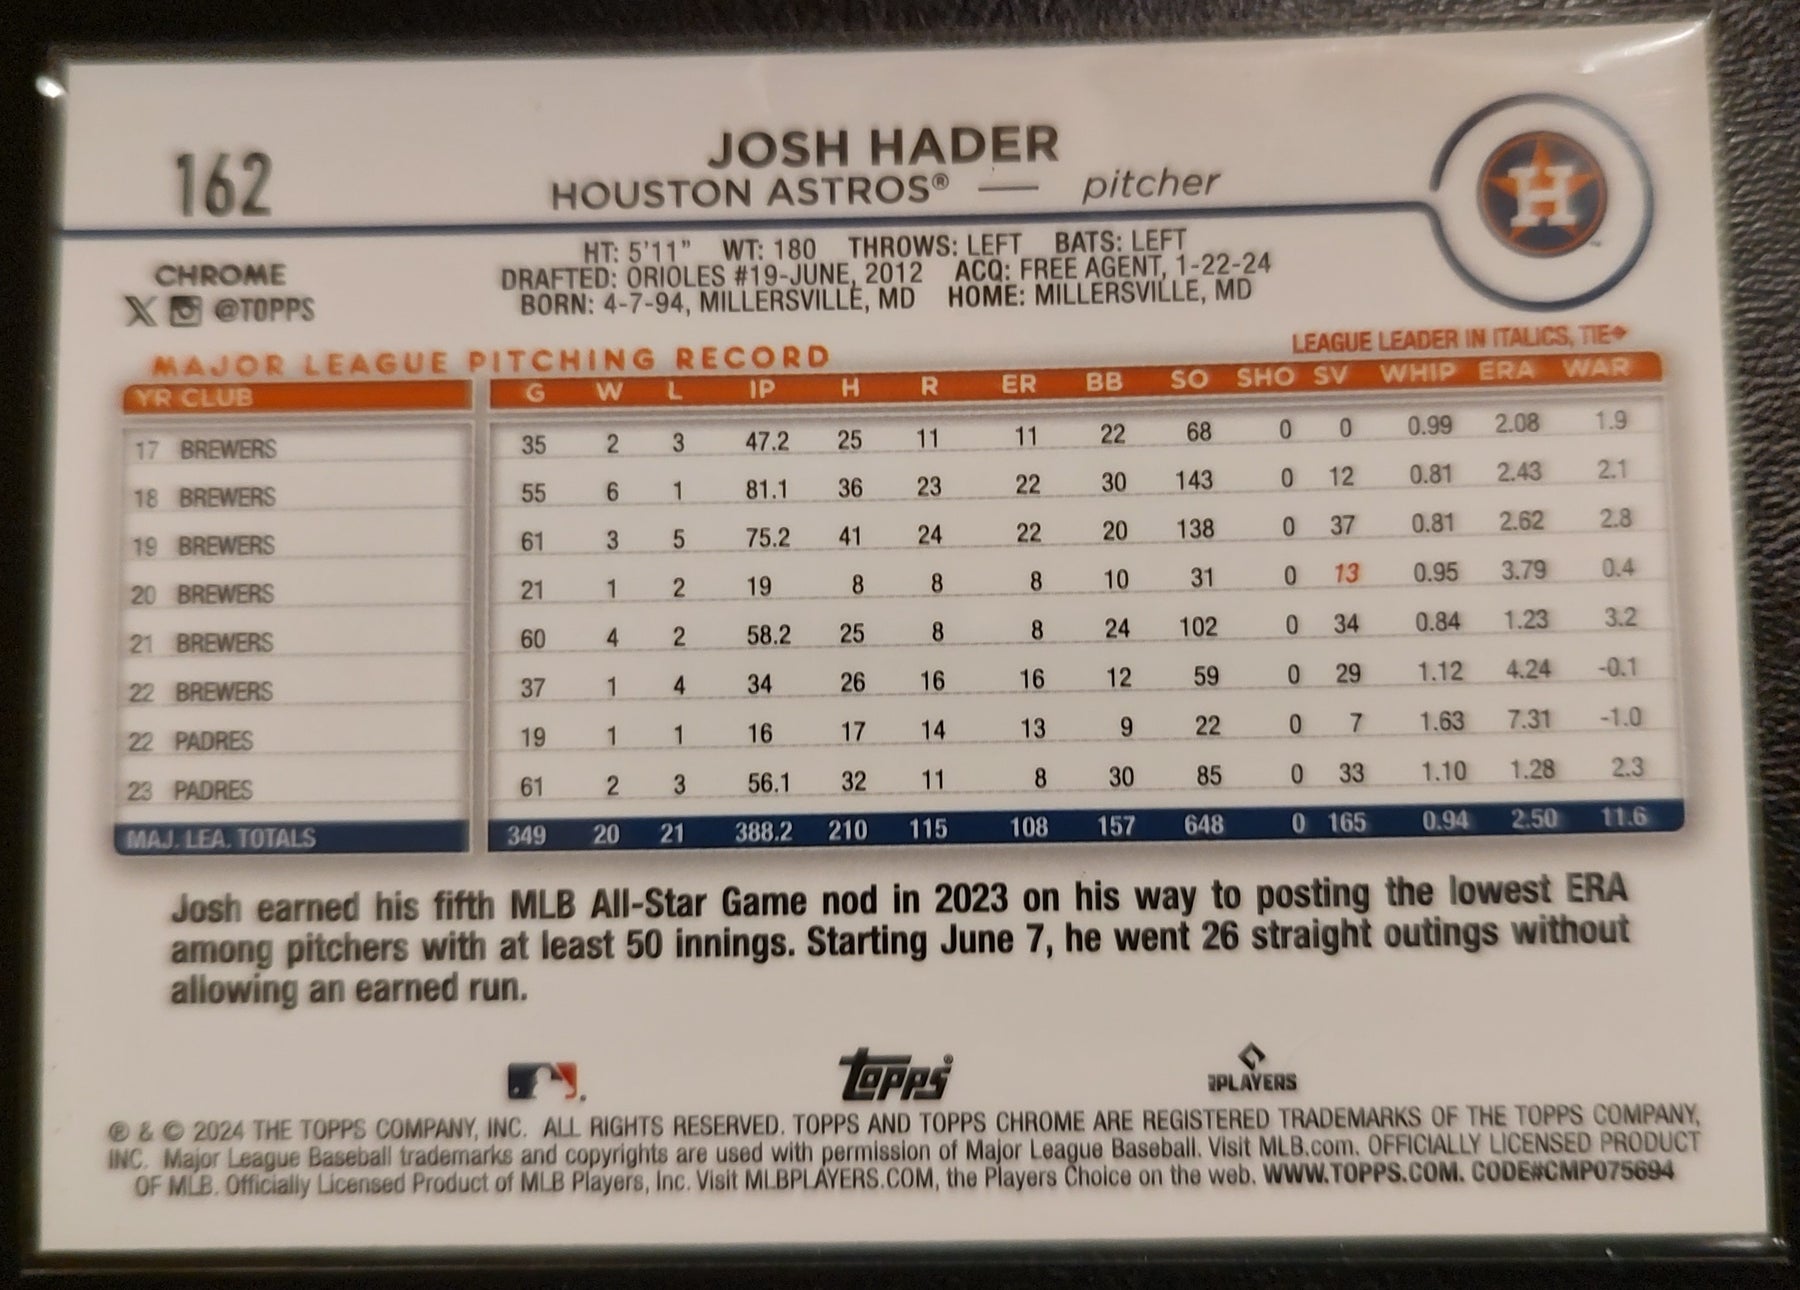 162
JOSH HADER
HOUSTON ASTROS® — pitcher
H
™
CHROME
X @TOPPS
HT: 5'11" WT: 180 THROWS: LEFT BATS: LEFT
DRAFTED: ORIOLES #19-JUNE, 2012 ACQ: FREE AGENT, 1-22-24
BORN: 4-7-94, MILLERSVILLE, MD HOME: MILLERSVILLE, MD
MAJOR LEAGUE PITCHING RECORD
LEAGUE LEADER IN ITALICS, TIE♦
YR CLUB G W L IP H R ER BB SO SHO SV WHIP ERA WAR
17 BREWERS 35 2 3 47.2 25 11 11 22 68 0 0 0.99 2.08 1.9
18 BREWERS 55 6 1 81.1 36 23 22 30 143 0 12 0.81 2.43 2.1
19 BREWERS 61 3 5 75.2 41 24 22 20 138 0 37 0.81 2.62 2.8
20 BREWERS 21 1 2 19 8 8 8 10 31 0 13 0.95 3.79 0.4
21 BREWERS 60 4 2 58.2 25 8 8 24 102 0 34 0.84 1.23 3.2
22 BREWERS 37 1 4 34 26 16 16 12 59 0 29 1.12 4.24 -0.1
22 PADRES 19 1 1 16 17 14 13 9 22 0 7 1.63 7.31 -1.0
23 PADRES 61 2 3 56.1 32 11 8 30 85 0 33 1.10 1.28 2.3
MAJ. LEA. TOTALS 349 20 21 388.2 210 115 108 157 648 0 165 0.94 2.50 11.6
Josh earned his fifth MLB All-Star Game nod in 2023 on his way to posting the lowest ERA
among pitchers with at least 50 innings. Starting June 7, he went 26 straight outings without
allowing an earned run.
topps®
PLAYERS
® & © 2024 THE TOPPS COMPANY, INC. ALL RIGHTS RESERVED. TOPPS AND TOPPS CHROME ARE REGISTERED TRADEMARKS OF THE TOPPS COMPANY,
INC. Major League Baseball trademarks and copyrights are used with permission of Major League Baseball. Visit MLB.com. OFFICIALLY LICENSED PRODUCT
OF MLB. Officially Licensed Product of MLB Players, Inc. Visit MLBPLAYERS.COM, the Players Choice on the web. WWW.TOPPS.COM. CODE#CMP075694